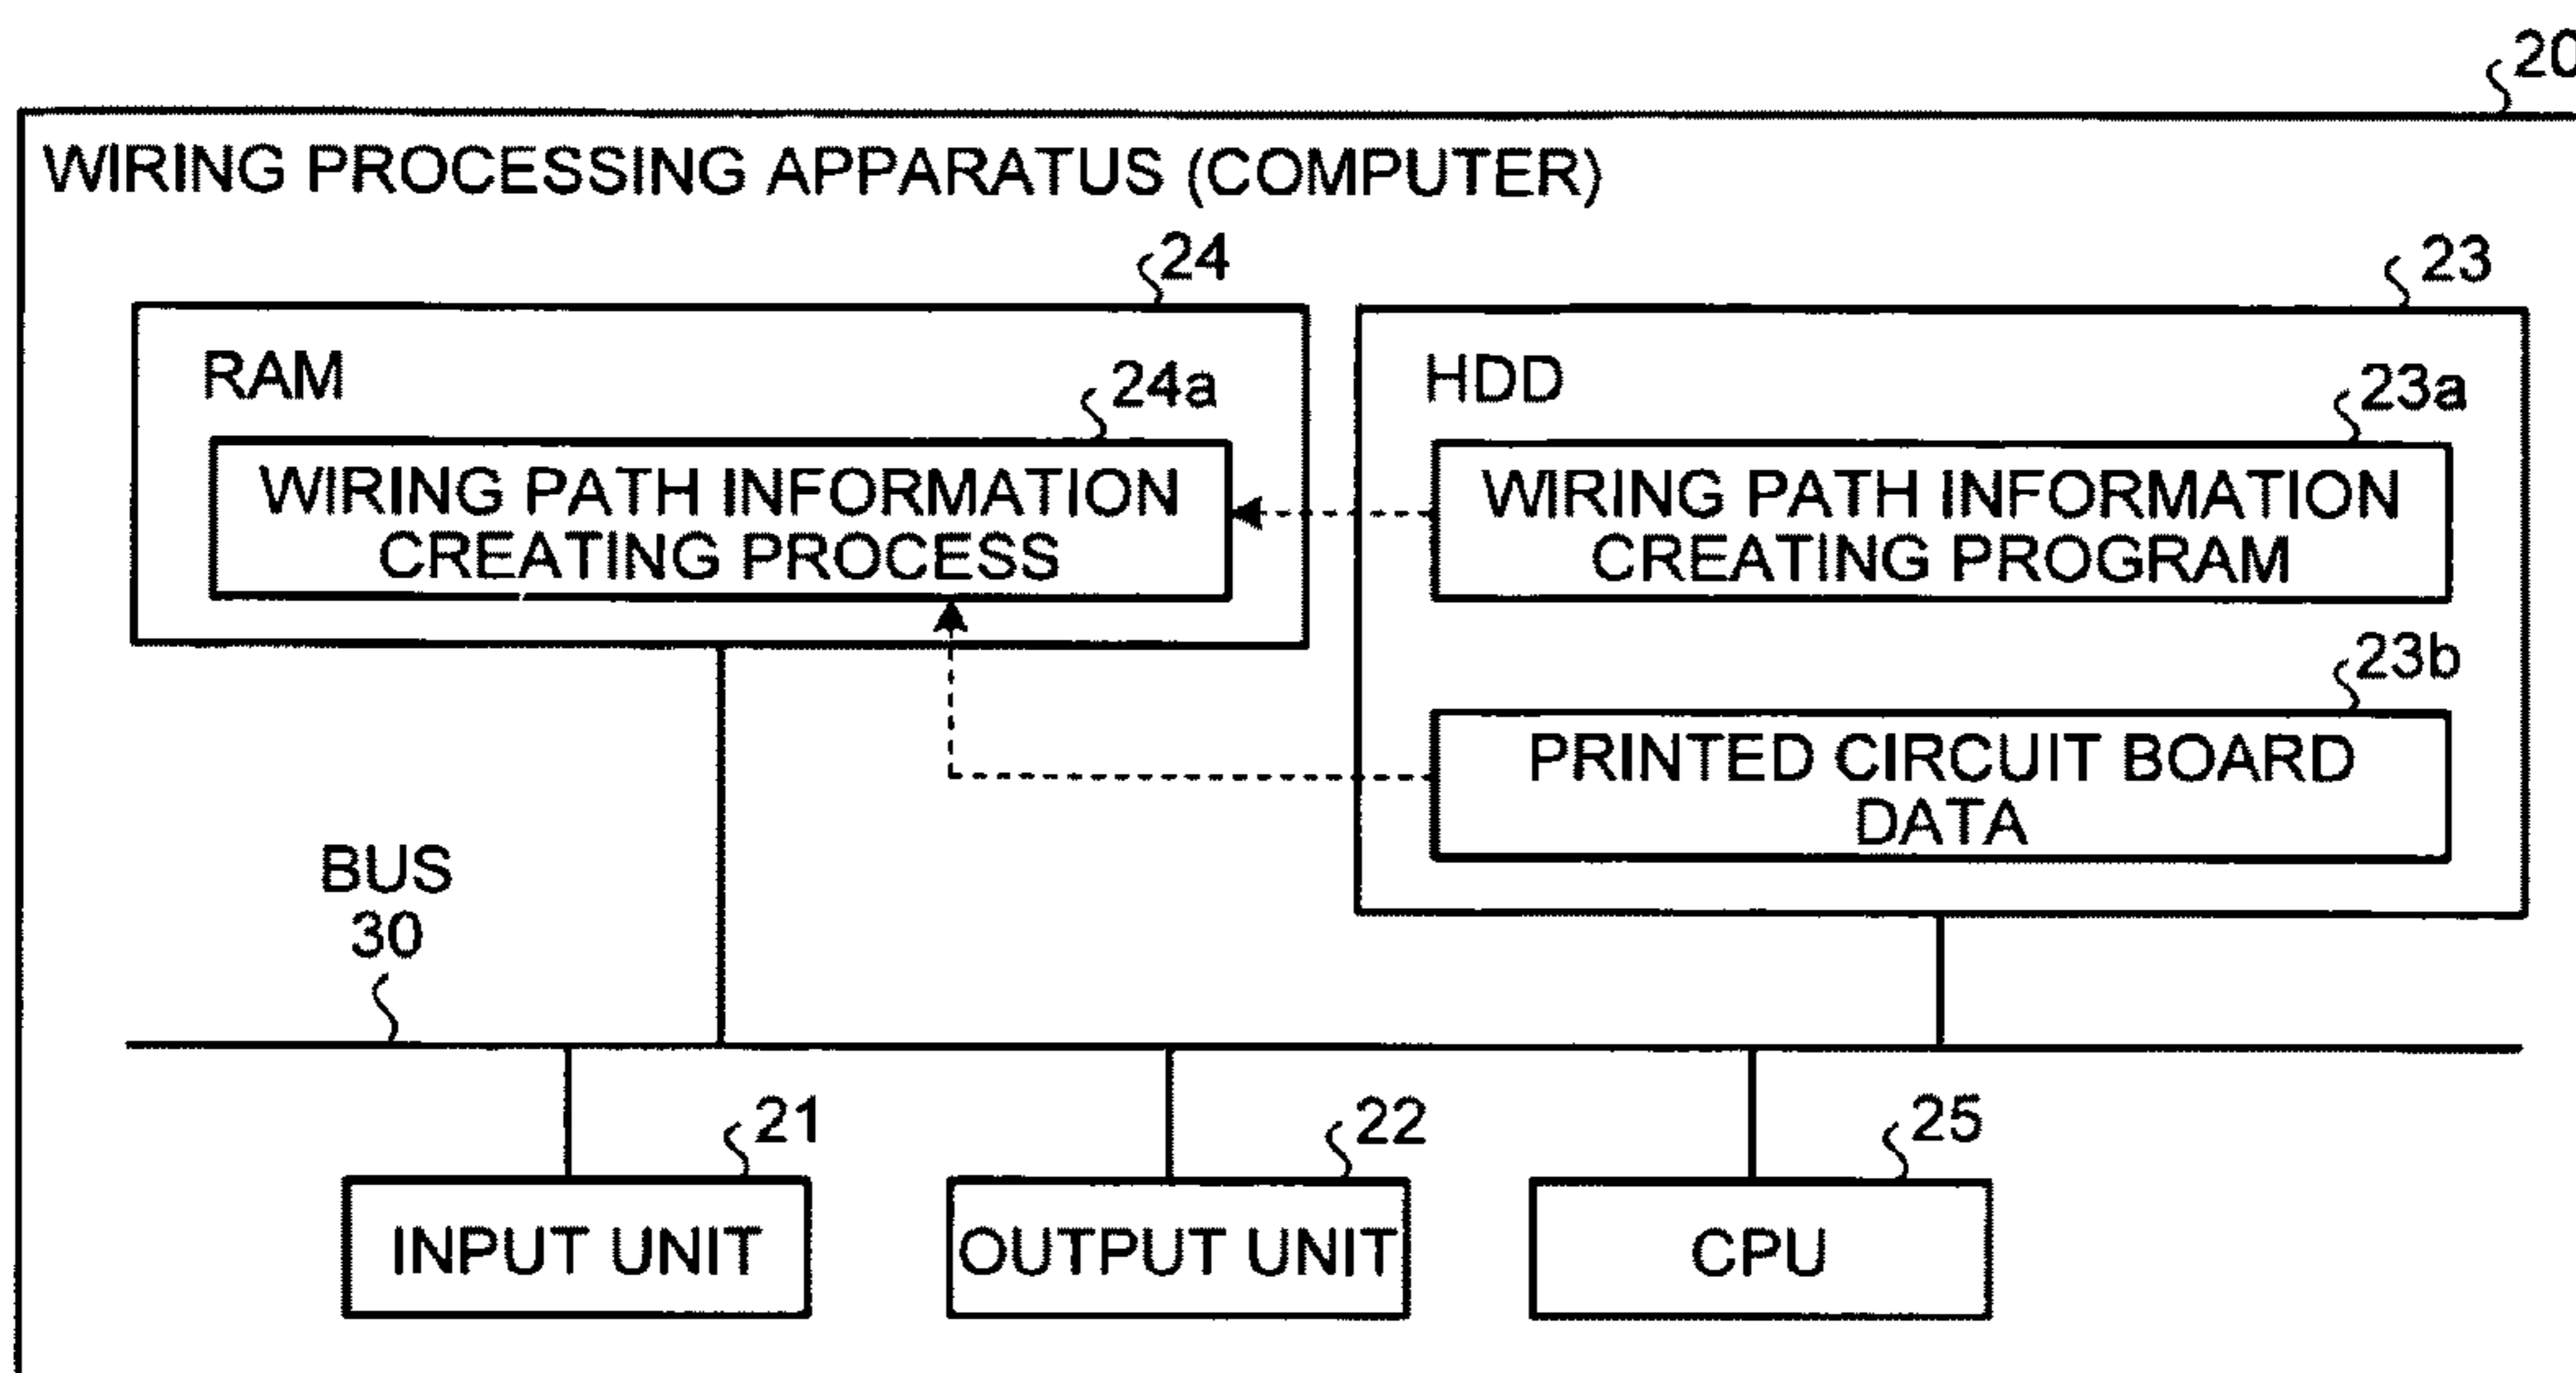 20
WIRING PROCESSING APPARATUS (COMPUTER)
24
RAM
24a
WIRING PATH INFORMATION
CREATING PROCESS
23
HDD
23a
WIRING PATH INFORMATION
CREATING PROGRAM
23b
PRINTED CIRCUIT BOARD
DATA
BUS
30
21
INPUT UNIT
22
OUTPUT UNIT
25
CPU